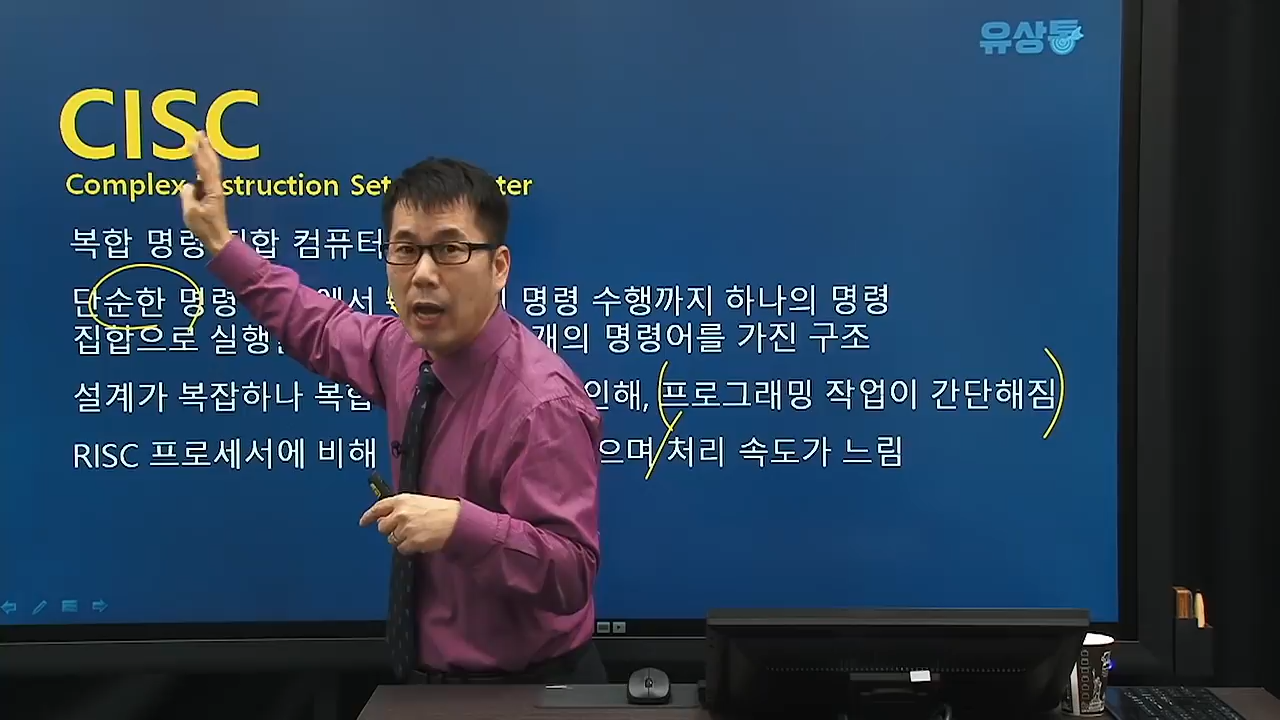 유상통
CISC
Complex Instruction Set
복합 명령 집합 컴퓨터
단순한 명령 에서 명령 수행까지 하나의 명령
집합으로 실행 개의 명령어를 가진 구조
설계가 복잡하나 복합 인해, 프로그래밍 작업이 간단해짐
RISC 프로세서에 비해 으며 처리 속도가 느림